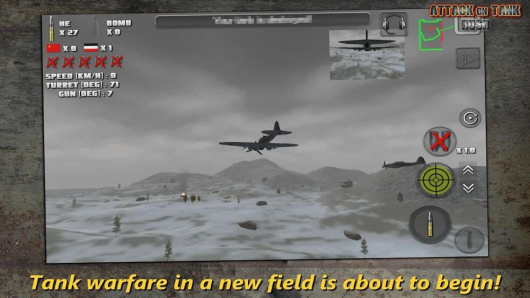 HE
X 27
BOMB
X 0
Your tank is destroyed!
ATTACK ON TANK
X 0
X 1
SPEED [KM/H] : 0
TURRET [DEG] : 71
GUN [DEG] : 7
X10
Tank warfare in a new field is about to begin!